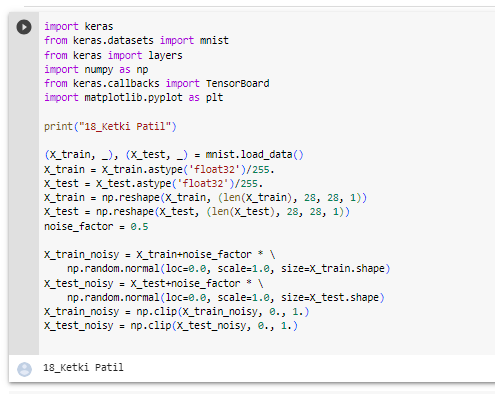 import keras
from keras.datasets import mnist
from keras import layers
import numpy as np
from keras.callbacks import TensorBoard
import matplotlib.pyplot as plt
print("18_Ketki Patil")
(X_train, _), (X_test, _) = mnist.load_data()
X_train = X_train.astype('float32')/255.
X_test = X_test.astype('float32')/255.
X_train = np.reshape(X_train, (len(X_train), 28, 28, 1))
X_test = np.reshape(X_test, (len(X_test), 28, 28, 1))
noise_factor = 0.5
X_train_noisy = X_train+noise_factor * \
    np.random.normal(loc=0.0, scale=1.0, size=X_train.shape)
X_test_noisy = X_test+noise_factor * \
    np.random.normal(loc=0.0, scale=1.0, size=X_test.shape)
X_train_noisy = np.clip(X_train_noisy, 0., 1.)
X_test_noisy = np.clip(X_test_noisy, 0., 1.)
18_Ketki Patil